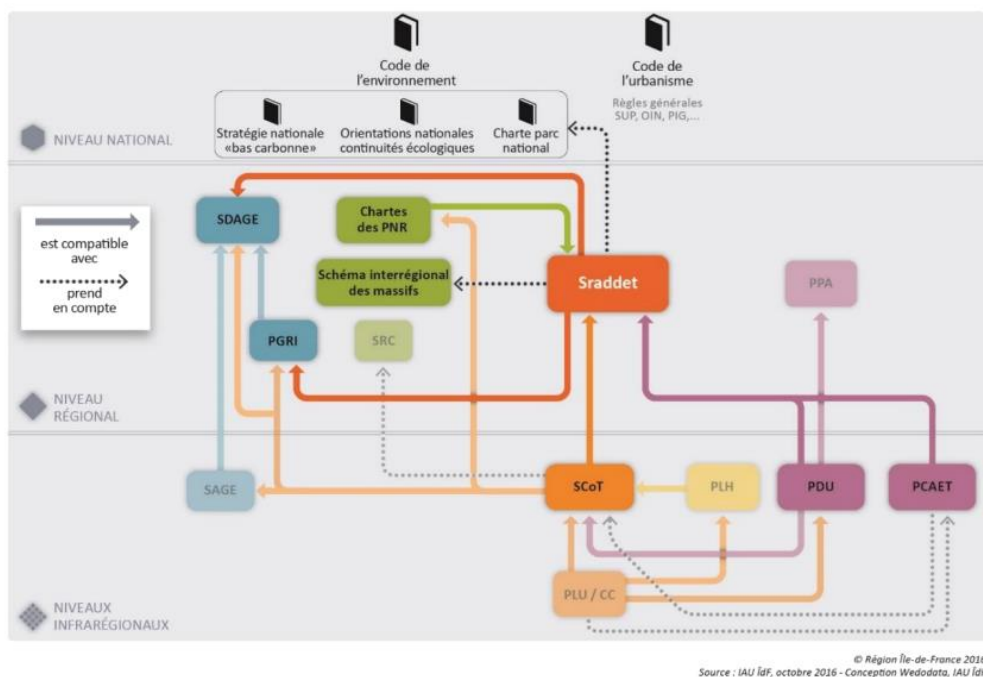 Code de
l'environnement
Code de
l'urbanisme
Règles générales
SUP, OIN, PIG,...
NIVEAU NATIONAL
Stratégie nationale
«bas carbonne»
Orientations nationales
continuités écologiques
Charte parc
national
est compatible
avec
prend
en compte
SDAGE
Chartes
des PNR
Schéma interrégional
des massifs
Sraddet
PPA
PGRI
SRC
NIVEAU
RÉGIONAL
SAGE
SCoT
PLH
PDU
PCAET
PLU / CC
NIVEAUX
INFRARÉGIONAUX
© Région Île-de-France 2016
Source : IAU îdF, octobre 2016 - Conception Wedodata, IAU îdF